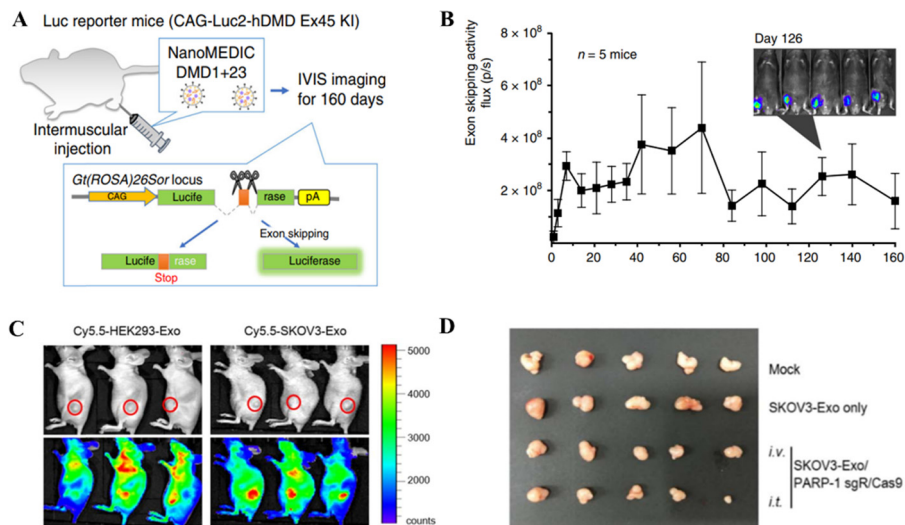 A
Luc reporter mice (CAG-Luc2-hDMD Ex45 KI)
NanoMEDIC
DMD1+23
IVIS imaging
for 160 days
Intermuscular
injection
Gt(ROSA)26Sor locus
CAG
Lucife
rase
pA
Exon skipping
Lucife rase
Stop
Luciferase
B
Exon skipping activity
flux (p/s)
8 × 10⁸
6 × 10⁸
4 × 10⁸
2 × 10⁸
n = 5 mice
Day 126
0 20 40 60 80 100 120 140 160
C
Cy5.5-HEK293-Exo
Cy5.5-SKOV3-Exo
5000
4000
3000
2000
1000
counts
D
Mock
SKOV3-Exo only
i.v.
SKOV3-Exo/
PARP-1 sgR/Cas9
i.t.